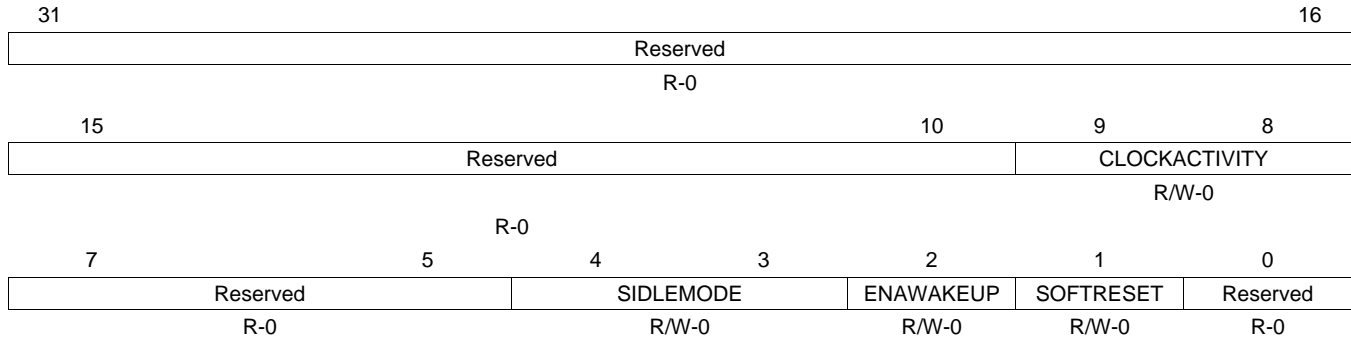 31 16
Reserved
R-0
15 10 9 8
Reserved CLOCKACTIVITY
R/W-0
R-0
7 5 4 3 2 1 0
Reserved SIDLEMODE ENAWAKEUP SOFTRESET Reserved
R-0 R/W-0 R/W-0 R/W-0 R-0